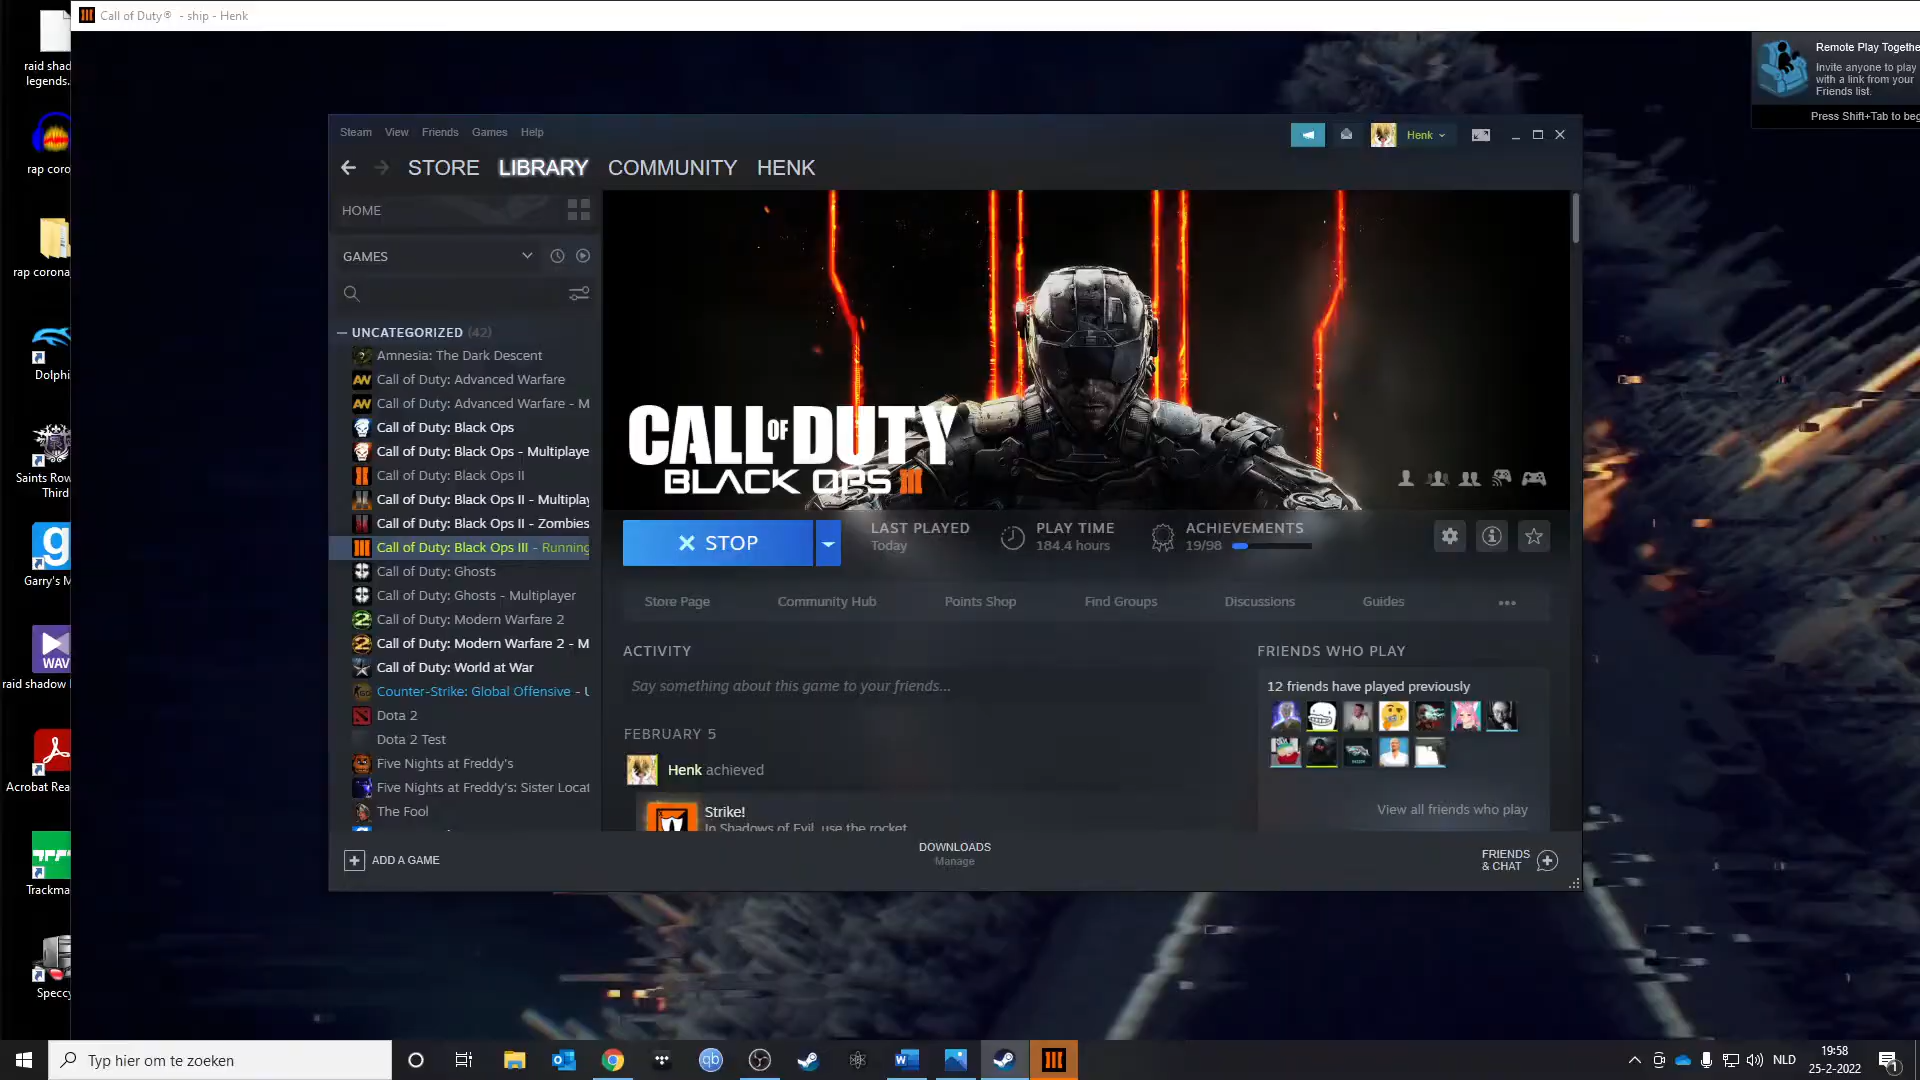 Call of Duty® - ship - Henk
raid shad
legends.
rap coro
rap corona
Dolph
Saints Row
Third
Garry's M
WAV
raid shadow
Acrobat Rea
Trackma
Speccy
Remote Play Togethe
Invite anyone to play
with a link from your
Friends list.
Press Shift+Tab to beg
Steam View Friends Games Help
Henk
STORE LIBRARY COMMUNITY HENK
HOME
GAMES
UNCATEGORIZED (42)
Amnesia: The Dark Descent
Call of Duty: Advanced Warfare
Call of Duty: Advanced Warfare - M
Call of Duty: Black Ops
Call of Duty: Black Ops - Multiplaye
Call of Duty: Black Ops II
Call of Duty: Black Ops II - Multiplay
Call of Duty: Black Ops II - Zombies
Call of Duty: Black Ops III - Running
Call of Duty: Ghosts
Call of Duty: Ghosts - Multiplayer
Call of Duty: Modern Warfare 2
Call of Duty: Modern Warfare 2 - M
Call of Duty: World at War
Counter-Strike: Global Offensive - U
Dota 2
Dota 2 Test
Five Nights at Freddy's
Five Nights at Freddy's: Sister Locat
The Fool
CALL OF DUTY
BLACK OPS III
STOP
LAST PLAYED
Today
PLAY TIME
184.4 hours
ACHIEVEMENTS
19/98
Store Page Community Hub Points Shop Find Groups Discussions Guides
ACTIVITY
Say something about this game to your friends...
FEBRUARY 5
Henk achieved
Strike!
In Shadows of Evil, use the rocket
FRIENDS WHO PLAY
12 friends have played previously
View all friends who play
ADD A GAME
DOWNLOADS
Manage
FRIENDS
& CHAT
Typ hier om te zoeken
NLD
19:58
25-2-2022
1